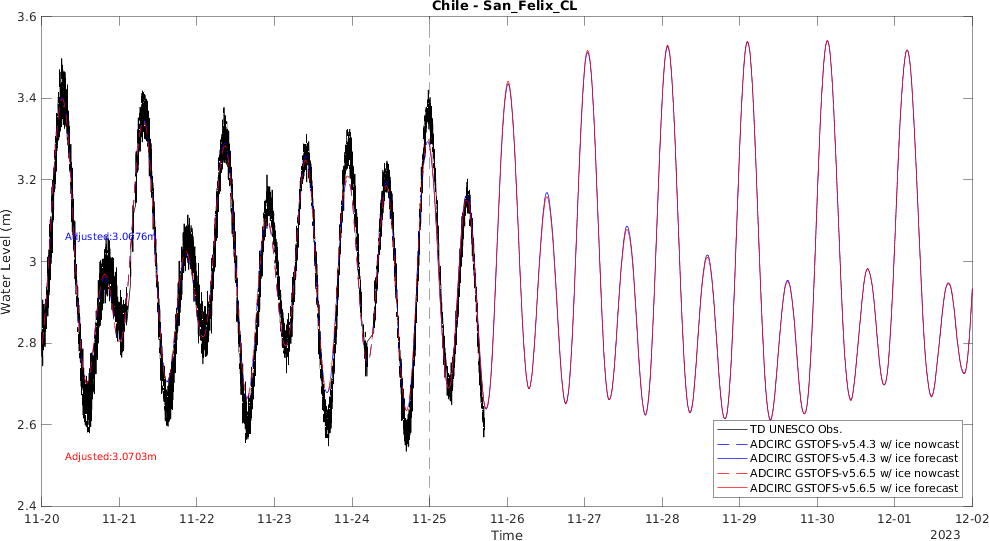 Chile - San_Felix_CL
3.6
3.4
3.2
3
2.8
2.6
2.4
Water Level (m)
Adjusted:3.0676m
Adjusted:3.0703m
TD UNESCO Obs.
ADCIRC GSTOFS-v5.4.3 w/ ice nowcast
ADCIRC GSTOFS-v5.4.3 w/ ice forecast
ADCIRC GSTOFS-v5.6.5 w/ ice nowcast
ADCIRC GSTOFS-v5.6.5 w/ ice forecast
11-20 11-21 11-22 11-23 11-24 11-25 11-26 11-27 11-28 11-29 11-30 12-01 12-02
Time
2023